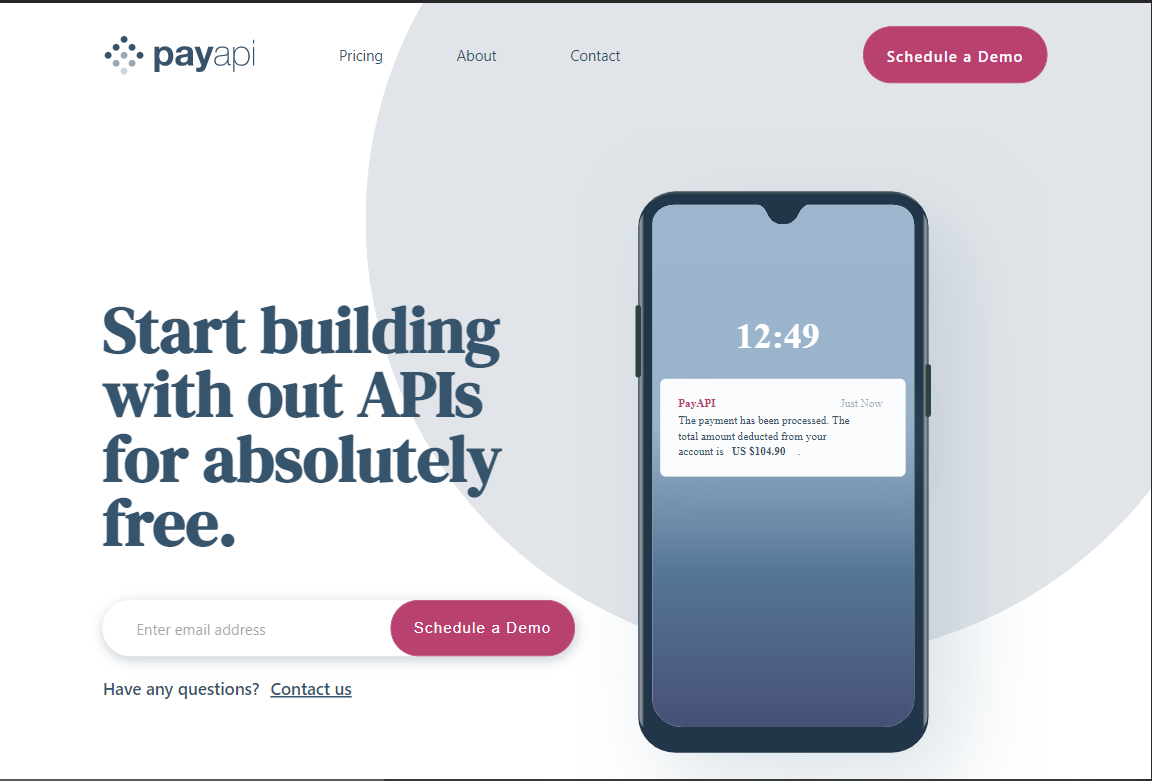 payapi
Pricing
About
Contact
Schedule a Demo
Start building
with out APIs
for absolutely
free.
Enter email address
Schedule a Demo
Have any questions? Contact us
12:49
PayAPI Just Now
The payment has been processed. The
total amount deducted from your
account is US $104.90 .